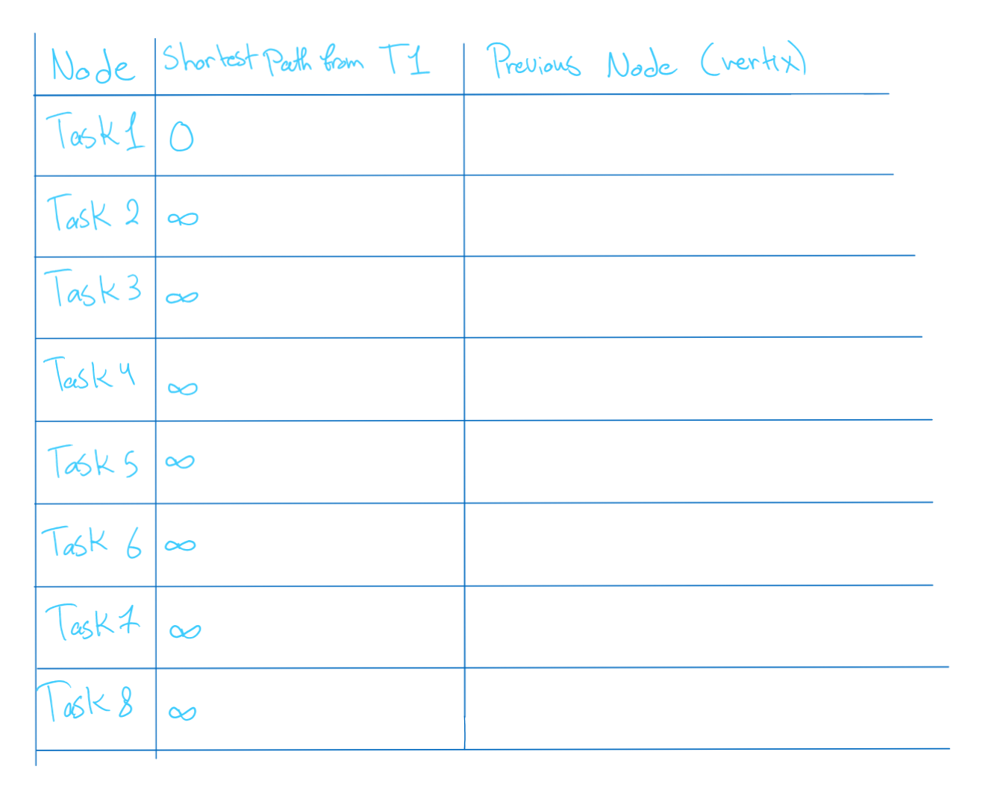 Node Shortest Path from T1 Previous Node (vertix)
Task 1 0
Task 2 ∞
Task 3 ∞
Task 4 ∞
Task 5 ∞
Task 6 ∞
Task 7 ∞
Task 8 ∞